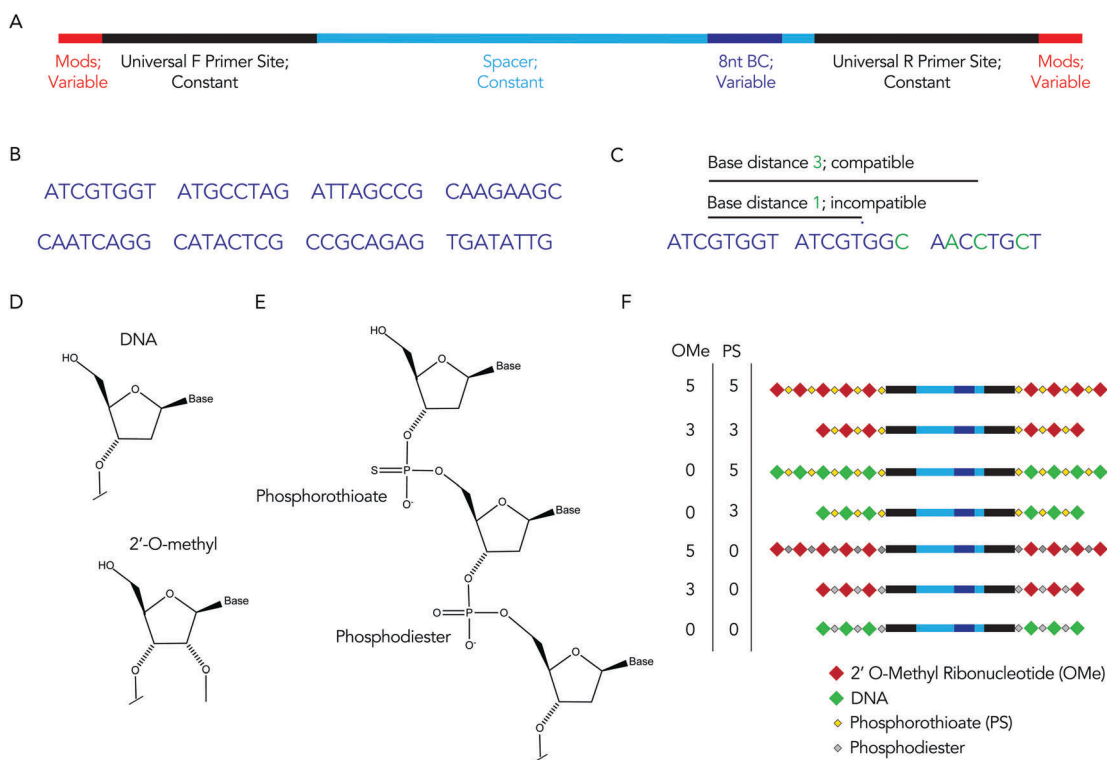 A
Mods;
Variable
Universal F Primer Site;
Constant
Spacer;
Constant
8nt BC;
Variable
Universal R Primer Site;
Constant
Mods;
Variable
B
ATCGTGGT ATGCCTAG ATTAGCCG CAAGAAGC
CAATCAGG CATACTCG CCGCAGAG TGATATTG
C
Base distance 3; compatible
Base distance 1; incompatible
ATCGTGGT ATCGTGGC AACCTGCT
D
DNA
HO
O
Base
O
2′-O-methyl
HO
O
Base
O
O
E
HO
O
Base
O
S
P
O
O-
Phosphorothioate
O
Base
O
O
P
O
O-
Phosphodiester
O
Base
O
F
OMe PS
5 5
3 3
0 5
0 3
5 0
3 0
0 0
2′ O-Methyl Ribonucleotide (OMe)
DNA
Phosphorothioate (PS)
Phosphodiester